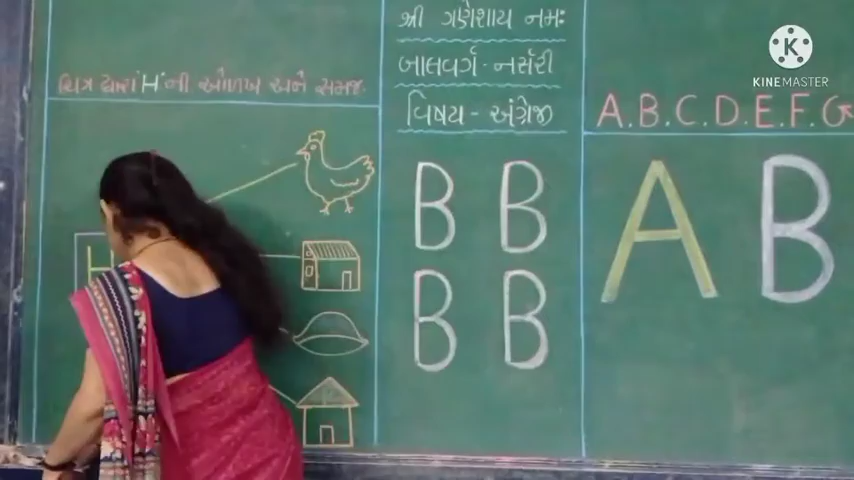 ચિત્ર દ્વારા 'H' ની ઓળખ અને સમજ.
H
શ્રી ગણેશાય નમઃ
બાલવર્ગ - નર્સરી
વિષય - અંગ્રેજી
B B
B B
A.B.C.D.E.F.G
A B
KINEMASTER